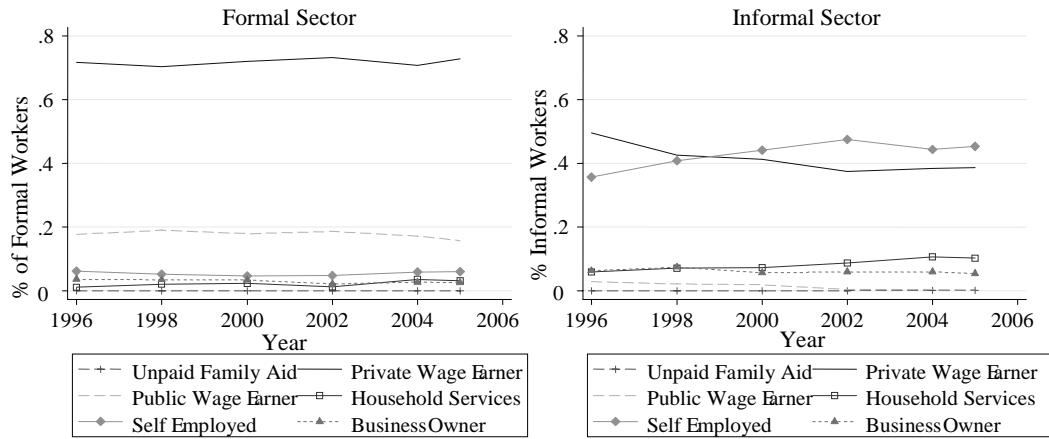 Formal Sector
% of Formal Workers
.8
.6
.4
.2
0
1996 1998 2000 2002 2004 2006
Year
Unpaid Family Aid Private Wage Earner
Public Wage Earner Household Services
Self Employed Business Owner
Informal Sector
% Informal Workers
.8
.6
.4
.2
0
1996 1998 2000 2002 2004 2006
Year
Unpaid Family Aid Private Wage Earner
Public Wage Earner Household Services
Self Employed Business Owner